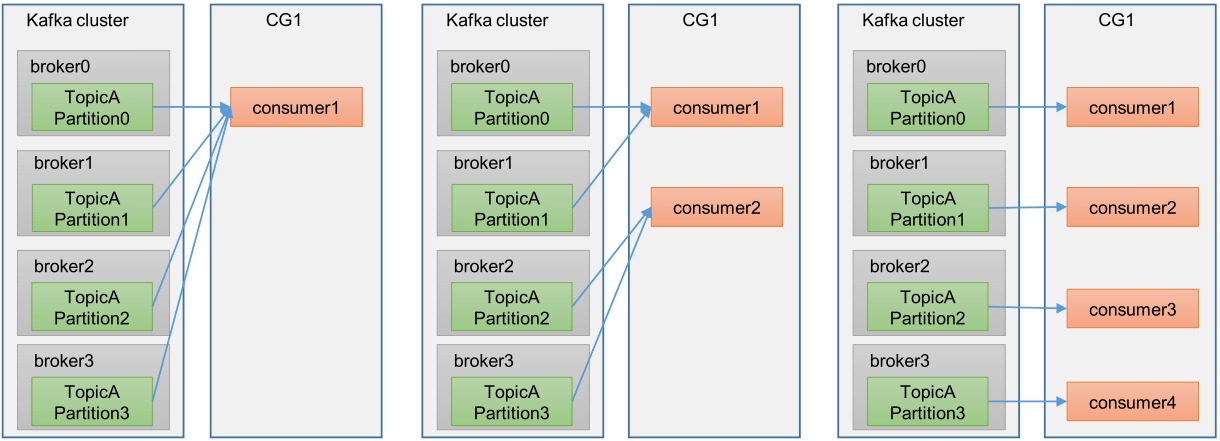 Kafka cluster
CG1
broker0
TopicA
Partition0
consumer1
broker1
TopicA
Partition1
broker2
TopicA
Partition2
broker3
TopicA
Partition3
Kafka cluster
CG1
broker0
TopicA
Partition0
consumer1
broker1
TopicA
Partition1
consumer2
broker2
TopicA
Partition2
broker3
TopicA
Partition3
Kafka cluster
CG1
broker0
TopicA
Partition0
consumer1
broker1
TopicA
Partition1
consumer2
broker2
TopicA
Partition2
consumer3
broker3
TopicA
Partition3
consumer4